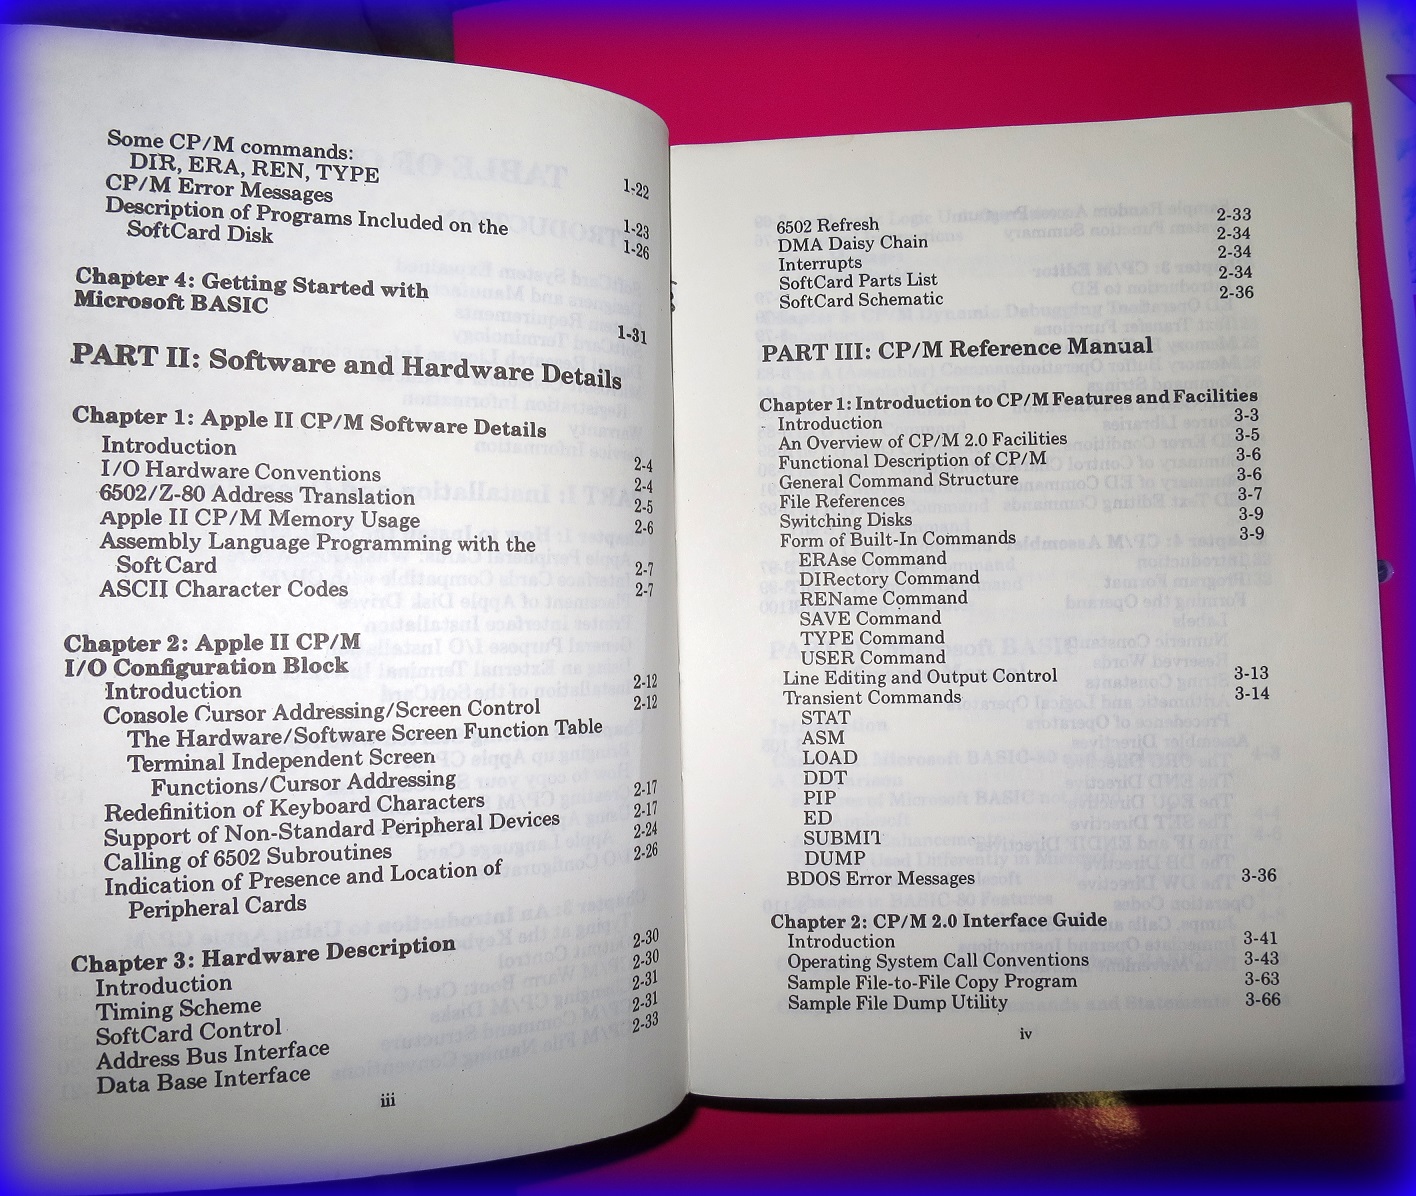 Some CP/M commands:
DIR, ERA, REN, TYPE 1-22
CP/M Error Messages 1-23
Description of Programs Included on the
SoftCard Disk 1-26
Chapter 4: Getting Started with
Microsoft BASIC 1-31
PART II: Software and Hardware Details
Chapter 1: Apple II CP/M Software Details
Introduction 2-4
I/O Hardware Conventions 2-4
6502/Z-80 Address Translation 2-5
Apple II CP/M Memory Usage 2-6
Assembly Language Programming with the
SoftCard 2-7
ASCII Character Codes 2-7
Chapter 2: Apple II CP/M
I/O Configuration Block
Introduction 2-12
Console Cursor Addressing/Screen Control 2-12
The Hardware/Software Screen Function Table
Terminal Independent Screen
Functions/Cursor Addressing
Redefinition of Keyboard Characters 2-17
Support of Non-Standard Peripheral Devices 2-17
Calling of 6502 Subroutines 2-24
Indication of Presence and Location of
Peripheral Cards 2-26
Chapter 3: Hardware Description
Introduction 2-30
Timing Scheme 2-30
SoftCard Control 2-31
Address Bus Interface 2-31
Data Base Interface 2-33
iii
6502 Refresh 2-33
DMA Daisy Chain 2-34
Interrupts 2-34
SoftCard Parts List 2-34
SoftCard Schematic 2-36
PART III: CP/M Reference Manual
Chapter 1: Introduction to CP/M Features and Facilities
Introduction 3-3
An Overview of CP/M 2.0 Facilities 3-5
Functional Description of CP/M 3-6
General Command Structure 3-6
File References 3-7
Switching Disks 3-9
Form of Built-In Commands 3-9
ERAse Command
DIRectory Command
REName Command
SAVE Command
TYPE Command
USER Command
Line Editing and Output Control 3-13
Transient Commands 3-14
STAT
ASM
LOAD
DDT
PIP
ED
SUBMIT
DUMP
BDOS Error Messages 3-36
Chapter 2: CP/M 2.0 Interface Guide
Introduction 3-41
Operating System Call Conventions 3-43
Sample File-to-File Copy Program 3-63
Sample File Dump Utility 3-66
iv